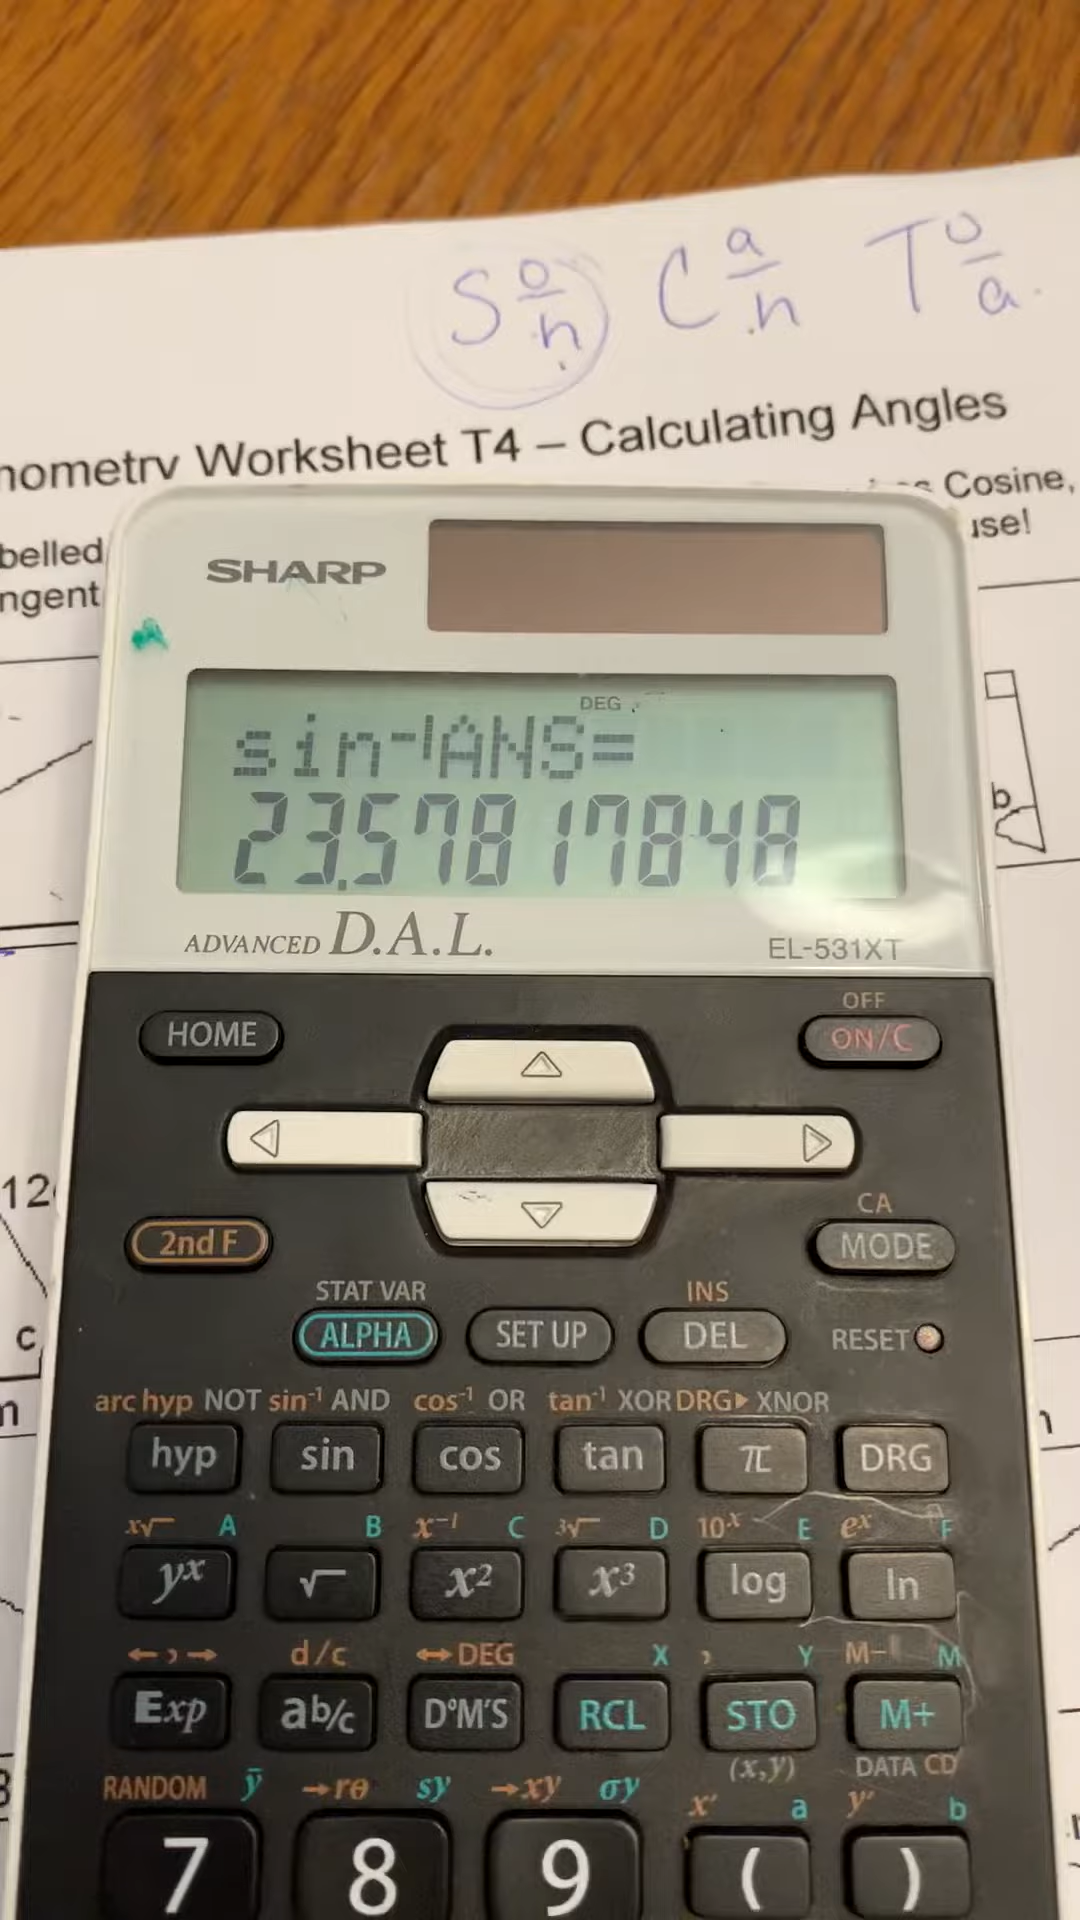 S o/h C a/h T o/a
nometry Worksheet T4 – Calculating Angles
Cosine,
belled
use!
ngent
SHARP
DEG
sin⁻¹ANS=
23.57817848
b
ADVANCED D.A.L.
EL-531XT
OFF
HOME
ON/C
12
CA
2nd F
MODE
STAT VAR INS
ALPHA SET UP DEL RESET
c
arc hyp NOT sin⁻¹ AND cos⁻¹ OR tan⁻¹ XOR DRG▶ XNOR
hyp sin cos tan π DRG
ˣ√ A B x⁻¹ C ³√ D 10ˣ E eˣ F
yˣ √ x² x³ log ln
←,→ d/c ↔DEG X , Y M− M
Exp ab/c D°M'S RCL STO M+
(x,y) DATA CD
RANDOM ȳ →rθ sy →xy σy x' a y' b
7 8 9 ( )